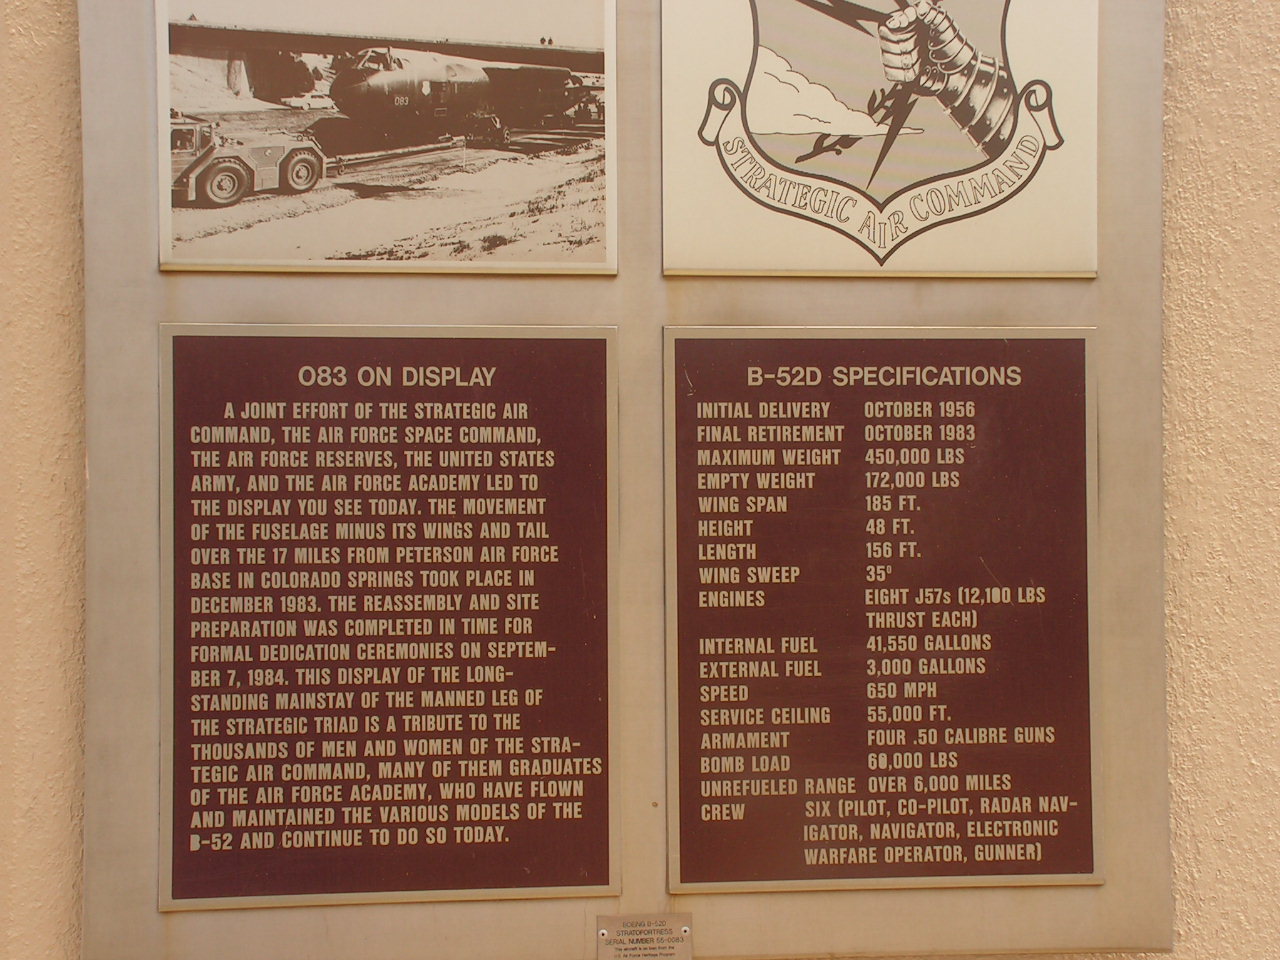 083
STRATEGIC AIR COMMAND
083 ON DISPLAY
A JOINT EFFORT OF THE STRATEGIC AIR
COMMAND, THE AIR FORCE SPACE COMMAND,
THE AIR FORCE RESERVES, THE UNITED STATES
ARMY, AND THE AIR FORCE ACADEMY LED TO
THE DISPLAY YOU SEE TODAY. THE MOVEMENT
OF THE FUSELAGE MINUS ITS WINGS AND TAIL
OVER THE 17 MILES FROM PETERSON AIR FORCE
BASE IN COLORADO SPRINGS TOOK PLACE IN
DECEMBER 1983. THE REASSEMBLY AND SITE
PREPARATION WAS COMPLETED IN TIME FOR
FORMAL DEDICATION CEREMONIES ON SEPTEM-
BER 7, 1984. THIS DISPLAY OF THE LONG-
STANDING MAINSTAY OF THE MANNED LEG OF
THE STRATEGIC TRIAD IS A TRIBUTE TO THE
THOUSANDS OF MEN AND WOMEN OF THE STRA-
TEGIC AIR COMMAND, MANY OF THEM GRADUATES
OF THE AIR FORCE ACADEMY, WHO HAVE FLOWN
AND MAINTAINED THE VARIOUS MODELS OF THE
B-52 AND CONTINUE TO DO SO TODAY.
B-52D SPECIFICATIONS
INITIAL DELIVERY OCTOBER 1956
FINAL RETIREMENT OCTOBER 1983
MAXIMUM WEIGHT 450,000 LBS
EMPTY WEIGHT 172,000 LBS
WING SPAN 185 FT.
HEIGHT 48 FT.
LENGTH 156 FT.
WING SWEEP 35°
ENGINES EIGHT J57s (12,100 LBS
THRUST EACH)
INTERNAL FUEL 41,550 GALLONS
EXTERNAL FUEL 3,000 GALLONS
SPEED 650 MPH
SERVICE CEILING 55,000 FT.
ARMAMENT FOUR .50 CALIBRE GUNS
BOMB LOAD 60,000 LBS
UNREFUELED RANGE OVER 6,000 MILES
CREW SIX (PILOT, CO-PILOT, RADAR NAV-
IGATOR, NAVIGATOR, ELECTRONIC
WARFARE OPERATOR, GUNNER)
BOEING B-52D
STRATOFORTRESS
SERIAL NUMBER 55-0083
This aircraft is on loan from the
U.S. Air Force Heritage Program